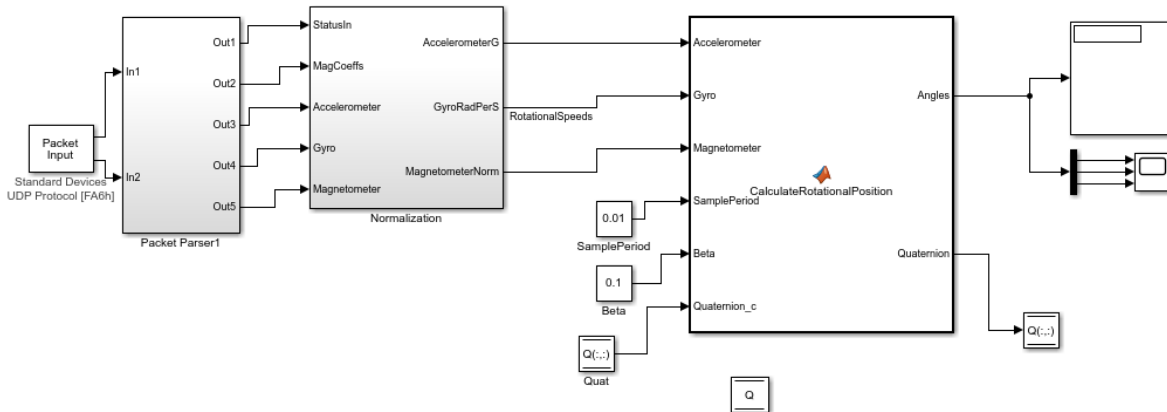 Packet
Input
Standard Devices
UDP Protocol [FA6h]
In1
In2
Out1
Out2
Out3
Out4
Out5
Packet Parser1
StatusIn
MagCoeffs
Accelerometer
Gyro
Magnetometer
AccelerometerG
GyroRadPerS
MagnetometerNorm
Normalization
RotationalSpeeds
0.01
SamplePeriod
0.1
Beta
Q(:,:)
Quat
Accelerometer
Gyro
Magnetometer
SamplePeriod
Beta
Quaternion_c
CalculateRotationalPosition
Angles
Quaternion
Q(:,:)
Q